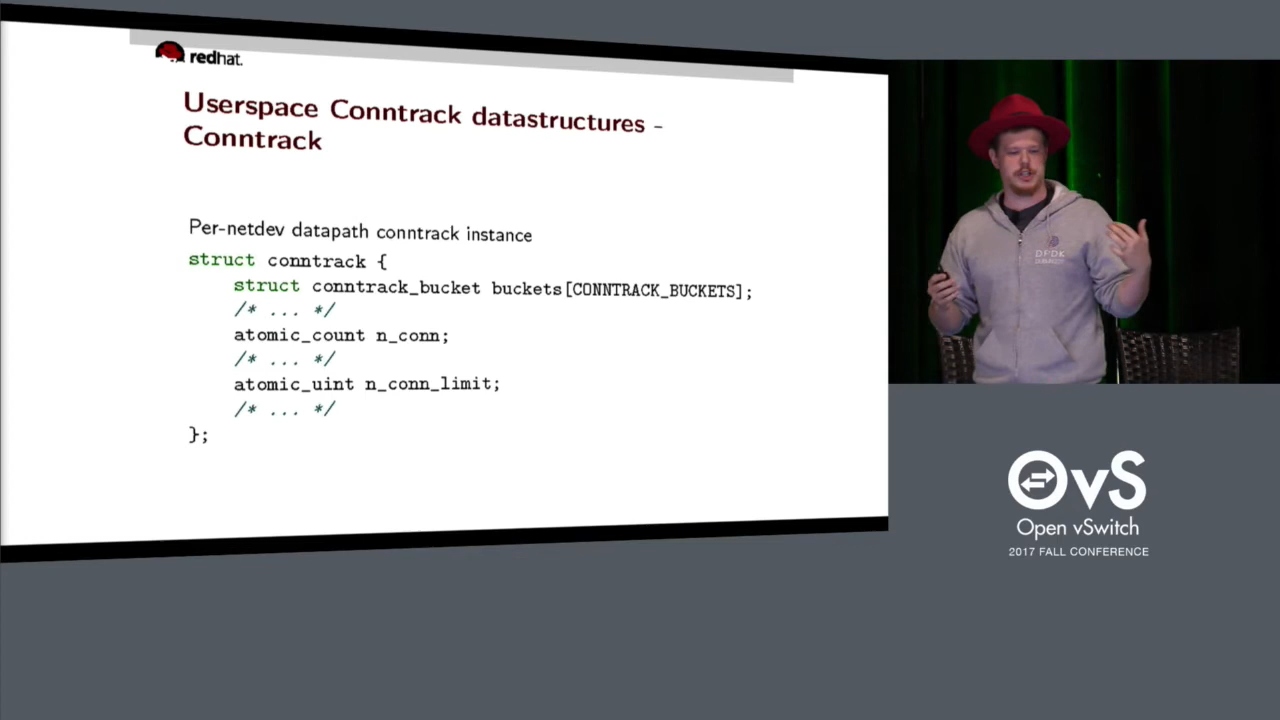 redhat.
Userspace Conntrack datastructures -
Conntrack
Per-netdev datapath conntrack instance
struct conntrack {
struct conntrack_bucket buckets[CONNTRACK_BUCKETS];
/* ... */
atomic_count n_conn;
/* ... */
atomic_uint n_conn_limit;
/* ... */
};
DPDK
OvS
Open vSwitch
2017 FALL CONFERENCE